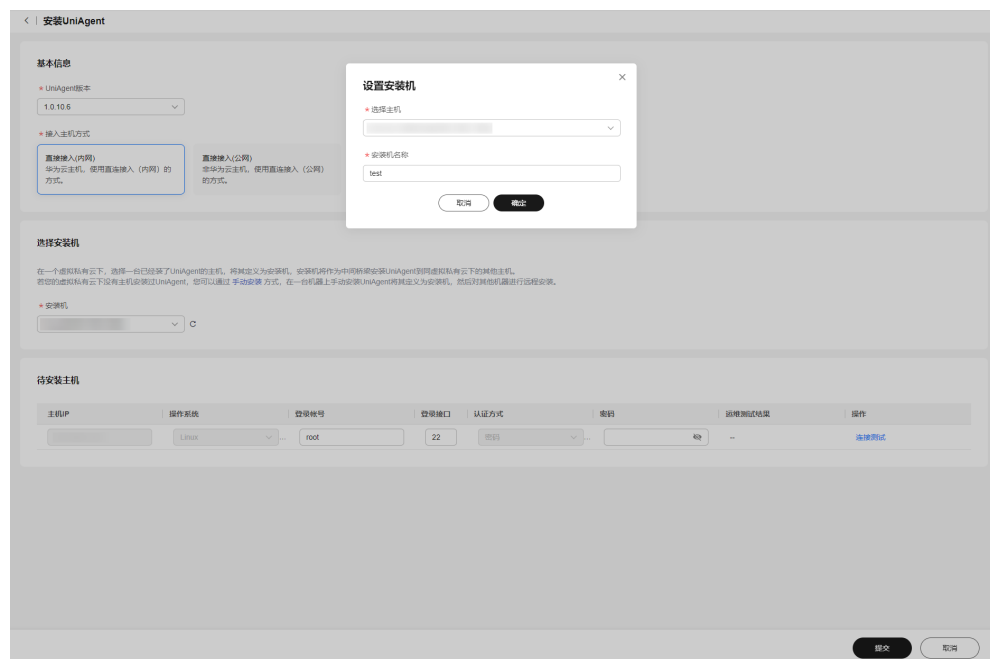 安装UniAgent
基本信息
* UniAgent版本
1.0.10.6
* 接入主机方式
直接接入(内网)
华为云主机，使用直连接入（内网）的
方式。
直接接入(公网)
非华为云主机，使用直连接入（公网）
的方式。
设置安装机
* 选择主机
* 安装机名称
test
取消
确定
选择安装机
在一个虚拟私有云下，选择一台已经装了UniAgent的主机，将其定义为安装机，安装机将作为中间桥梁安装UniAgent到同虚拟私有云下的其他主机。
若您的虚拟私有云下没有主机安装过UniAgent，您可以通过 手动安装 方式，在一台机器上手动安装UniAgent将其定义为安装机，然后对其他机器进行远程安装。
* 安装机
待安装主机
主机IP 操作系统 登录帐号 登录接口 认证方式 密码 运维测试结果 操作
Linux ... root 22 密码 ... -- 连接测试
提交 取消